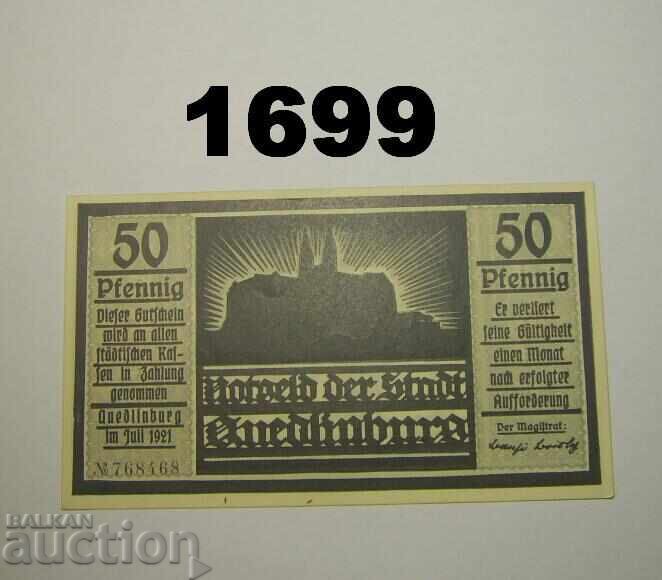 1699
50
Pfennig
Dieser Gutschein
wird an allen
städtischen Kas-
sen in Zahlung
genommen
Quedlinburg
im Juli 1921
№ 768468
Notgeld der Stadt
Quedlinburg
50
Pfennig
Er verliert
seine Gültigkeit
einen Monat
nach erfolgter
Aufforderung
Der Magistrat:
BALKAN
auction